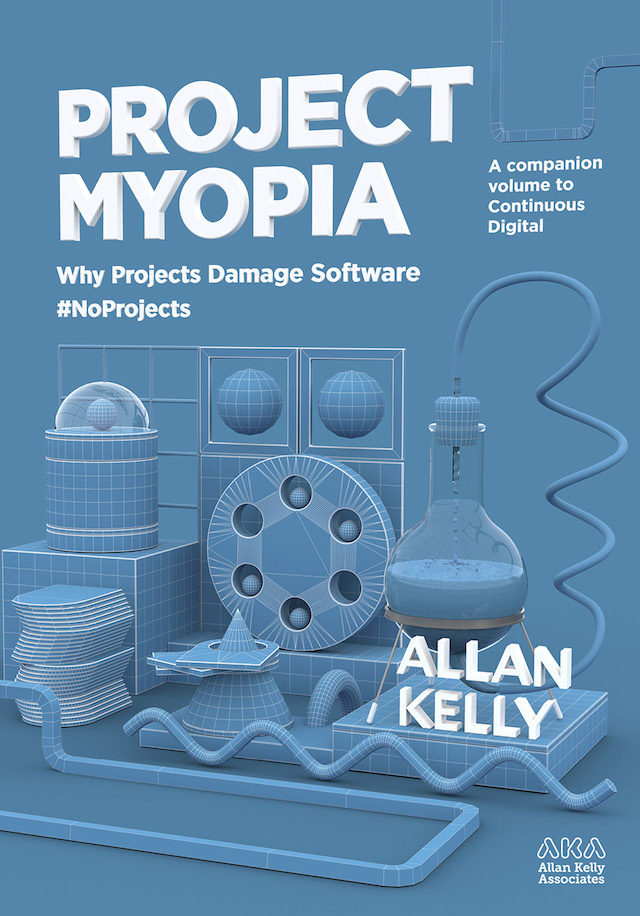 PROJECT
MYOPIA
A companion
volume to
Continuous
Digital
Why Projects Damage Software
#NoProjects
ALLAN
KELLY
AKA
Allan Kelly
Associates